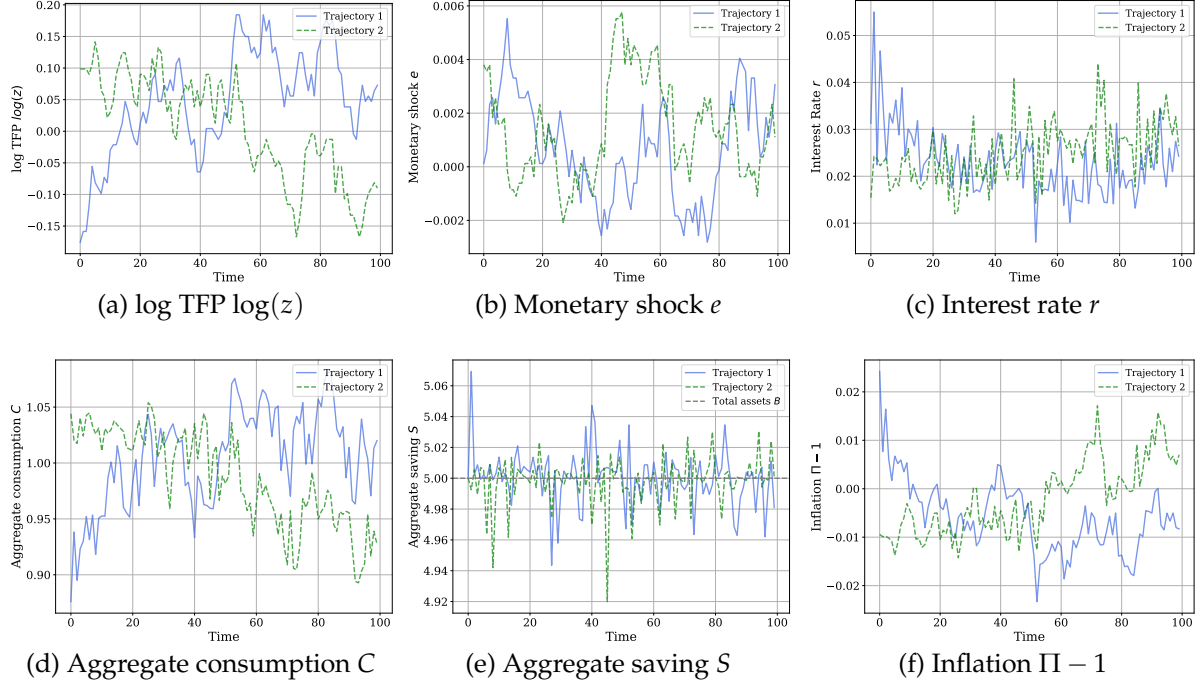 0.20
0.15
0.10
0.05
0.00
−0.05
−0.10
−0.15
log TFP log(z)
Trajectory 1
Trajectory 2
0 20 40 60 80 100
Time
(a) log TFP log(z)
0.006
0.004
0.002
0.000
−0.002
Monetary shock e
Trajectory 1
Trajectory 2
0 20 40 60 80 100
Time
(b) Monetary shock e
0.05
0.04
0.03
0.02
0.01
Interest Rate r
Trajectory 1
Trajectory 2
0 20 40 60 80 100
Time
(c) Interest rate r
1.05
1.00
0.95
0.90
Aggregate consumption C
Trajectory 1
Trajectory 2
0 20 40 60 80 100
Time
(d) Aggregate consumption C
5.06
5.04
5.02
5.00
4.98
4.96
4.94
4.92
Aggregate saving S
Trajectory 1
Trajectory 2
Total assets B
0 20 40 60 80 100
Time
(e) Aggregate saving S
0.02
0.01
0.00
−0.01
−0.02
Inflation Π−1
Trajectory 1
Trajectory 2
0 20 40 60 80 100
Time
(f) Inflation Π − 1